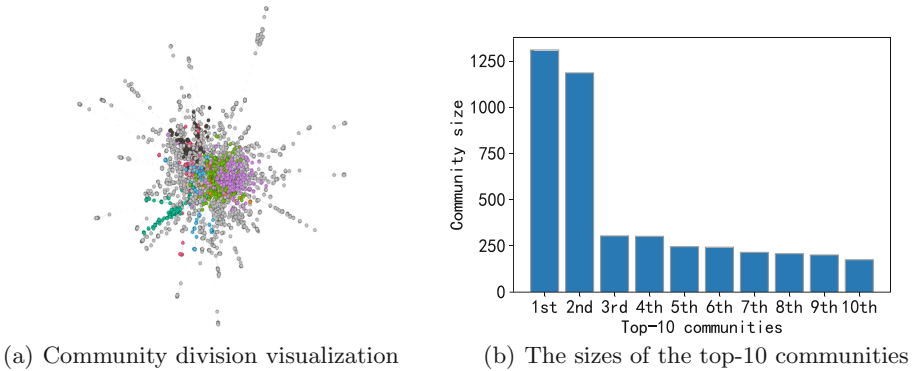 1250
1000
750
500
250
0
Community size
1st 2nd 3rd 4th 5th 6th 7th 8th 9th 10th
Top-10 communities
(a) Community division visualization
(b) The sizes of the top-10 communities